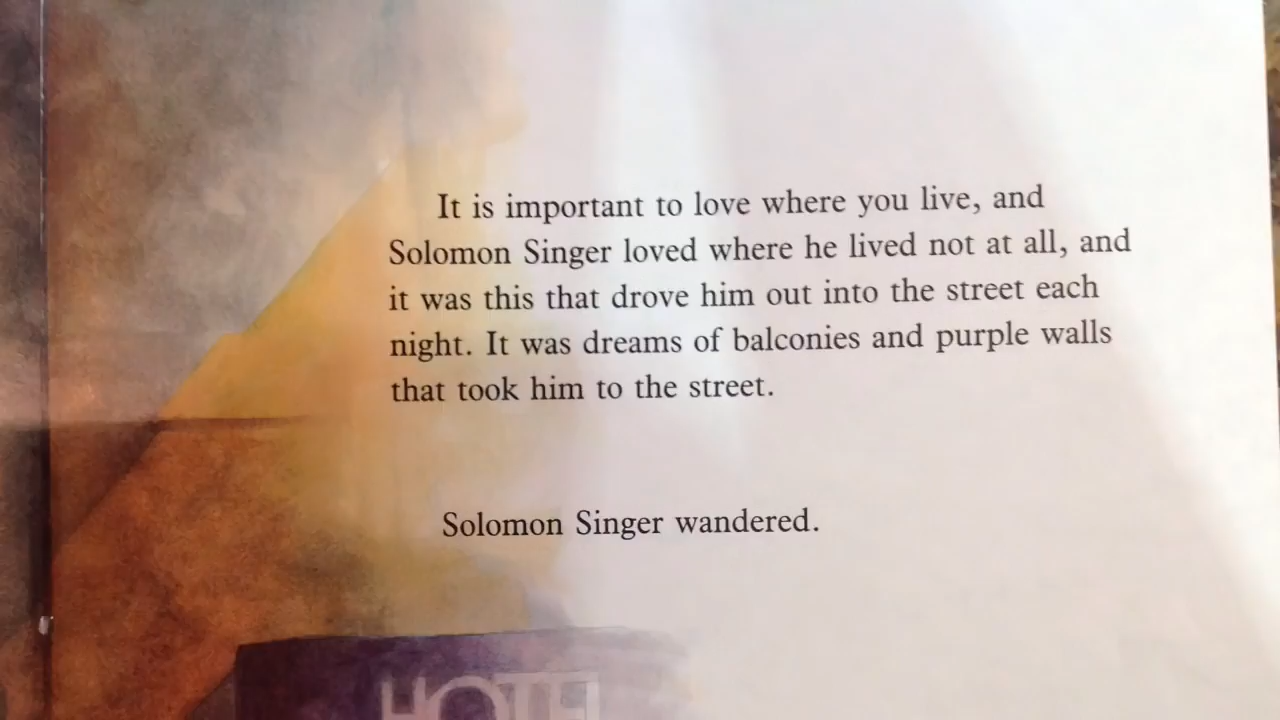 It is important to love where you live, and
Solomon Singer loved where he lived not at all, and
it was this that drove him out into the street each
night. It was dreams of balconies and purple walls
that took him to the street.
Solomon Singer wandered.
HOTE